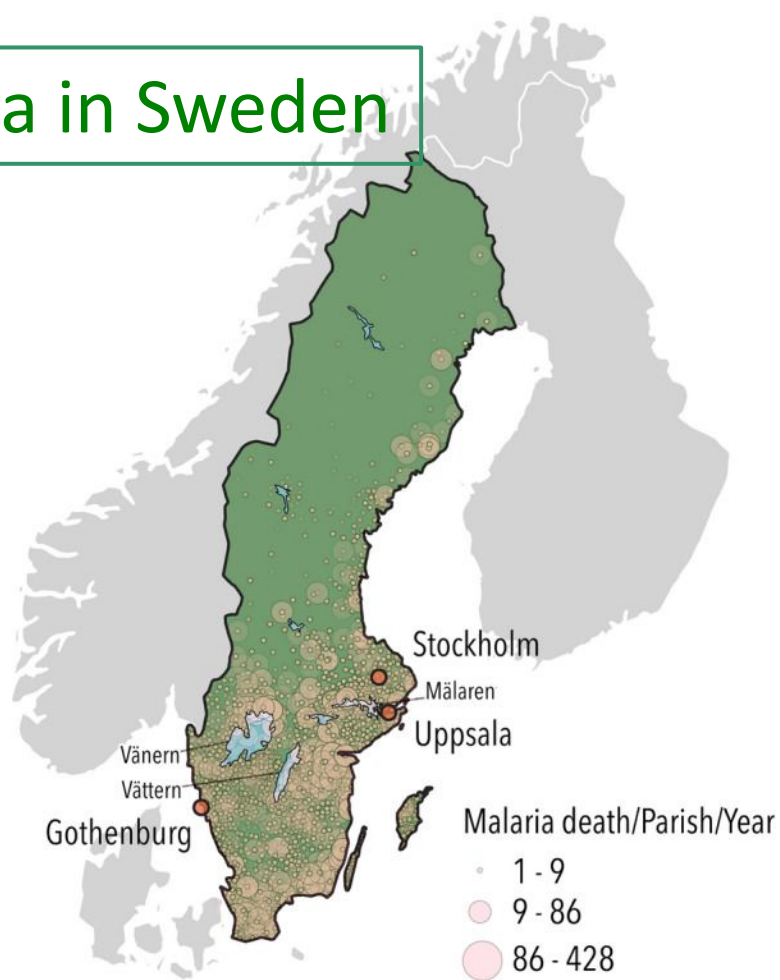 a in Sweden
Stockholm
Mälaren
Uppsala
Vänern
Vättern
Gothenburg
Malaria death/Parish/Year
1 - 9
9 - 86
86 - 428